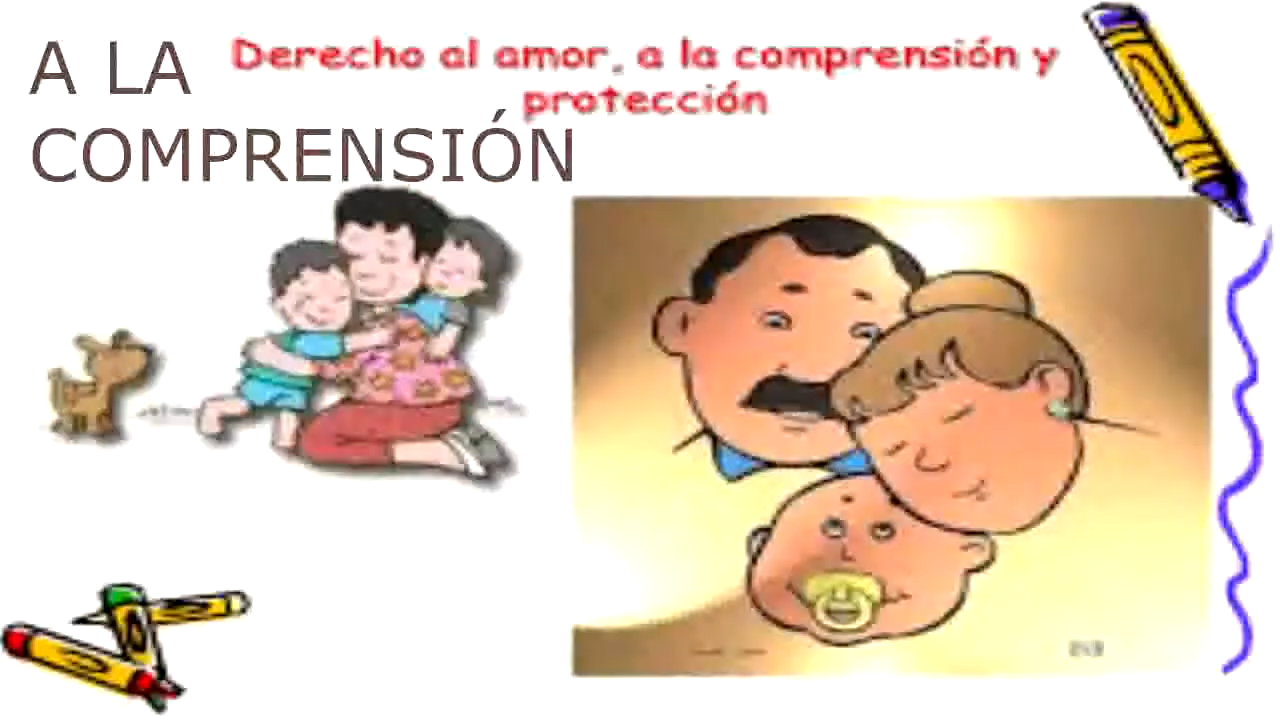 A LA
COMPRENSIÓN
Derecho al amor, a la comprensión y
protección